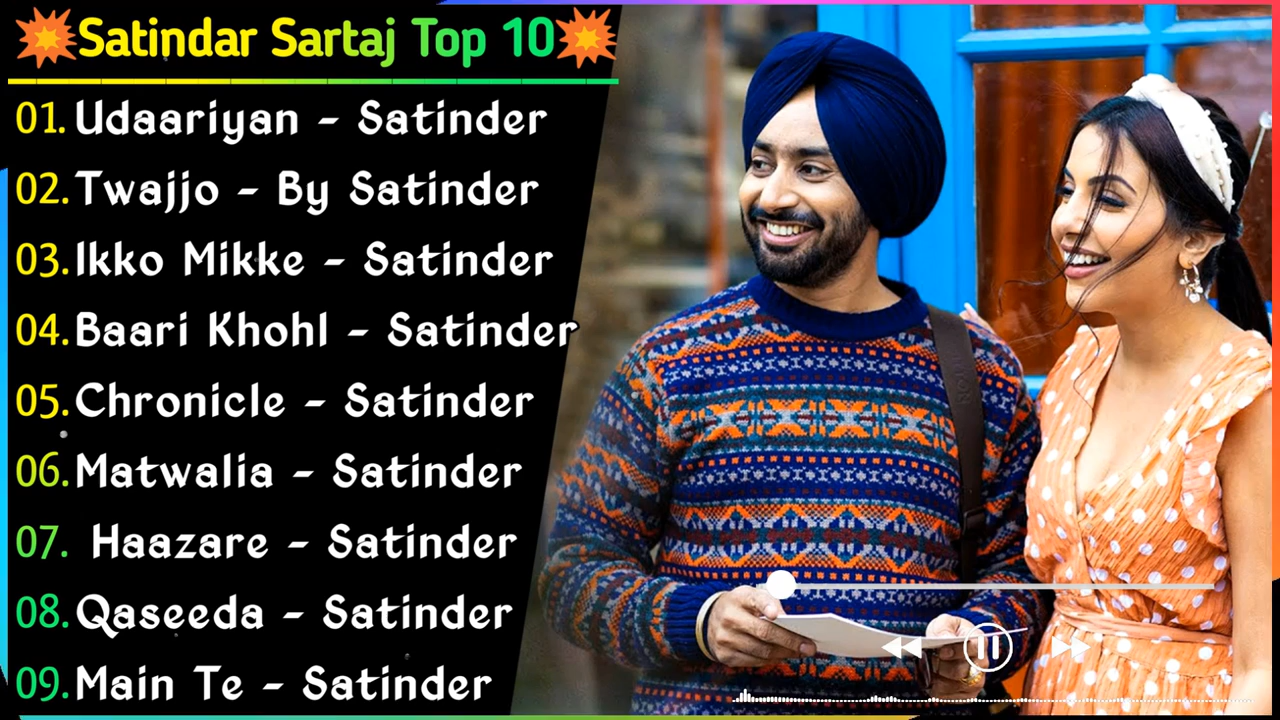 Satindar Sartaj Top 10
01. Udaariyan - Satinder
02. Twajjo - By Satinder
03. Ikko Mikke - Satinder
04. Baari Khohl - Satinder
05. Chronicle - Satinder
06. Matwalia - Satinder
07. Haazare - Satinder
08. Qaseeda - Satinder
09. Main Te - Satinder